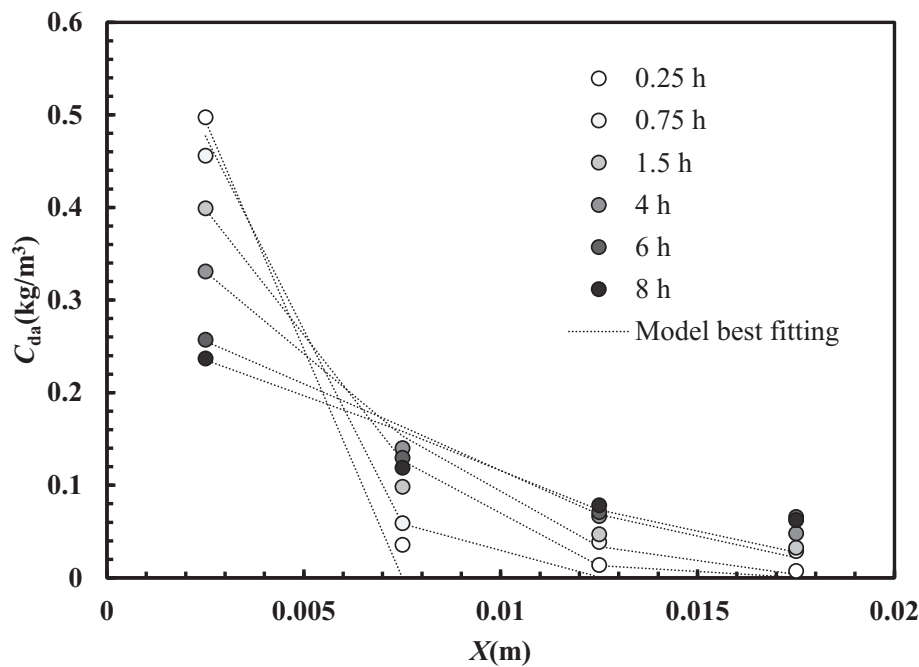 0.6
0.5
0.4
0.3
0.2
0.1
0
C_da(kg/m³)
0.25 h
0.75 h
1.5 h
4 h
6 h
8 h
Model best fitting
0 0.005 0.01 0.015 0.02
X(m)